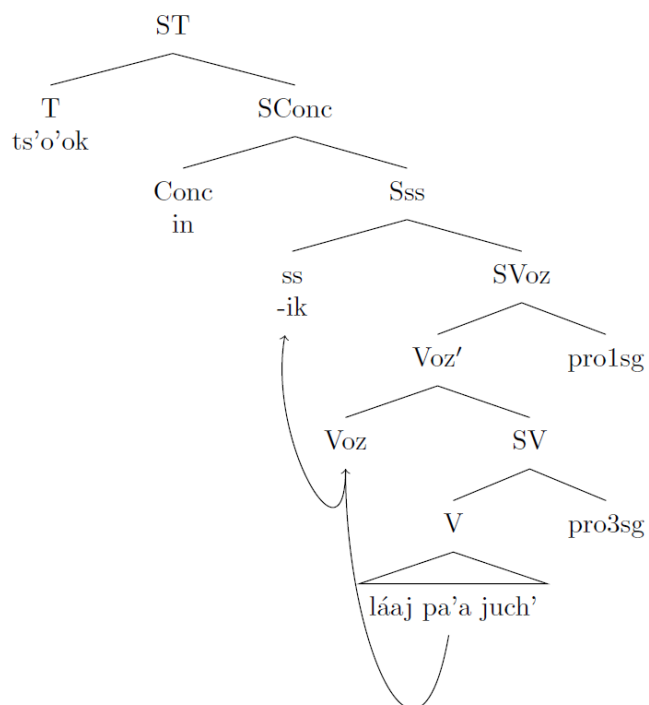 ST
T SConc
ts'o'ok
Conc Sss
in
ss SVoz
-ik
Voz′ pro1sg
Voz SV
V pro3sg
láaj pa'a juch'